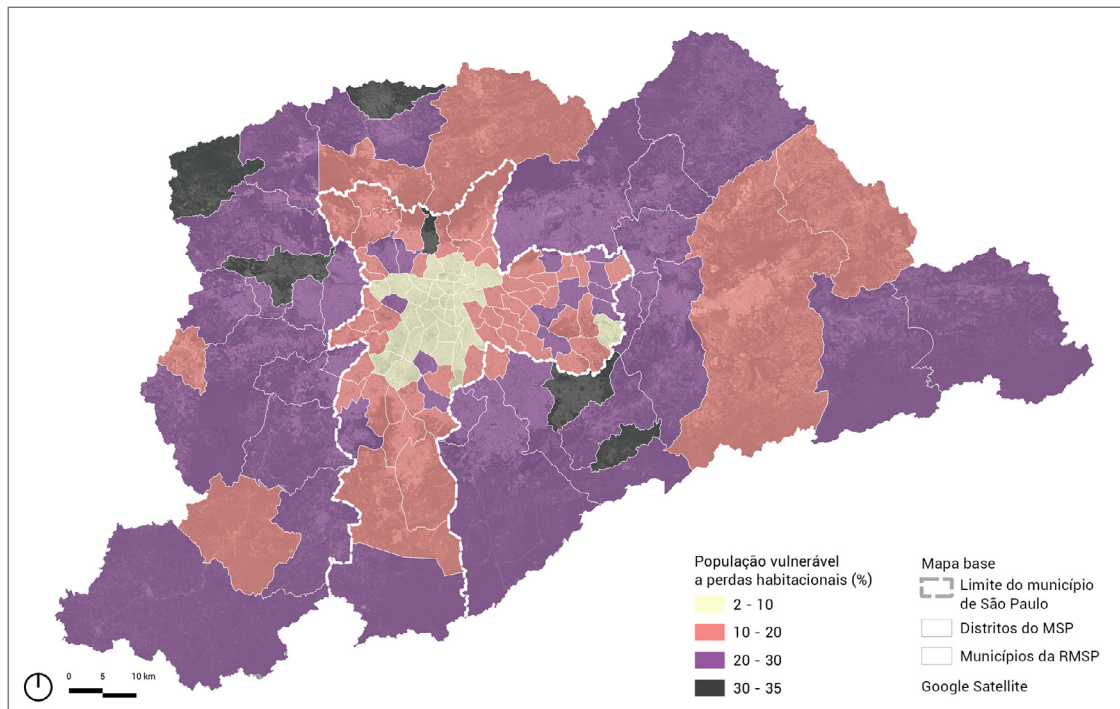 População vulnerável
a perdas habitacionais (%)
2 - 10
10 - 20
20 - 30
30 - 35
Mapa base
Limite do município
de São Paulo
Distritos do MSP
Municípios da RMSP
Google Satellite
0 5 10 km